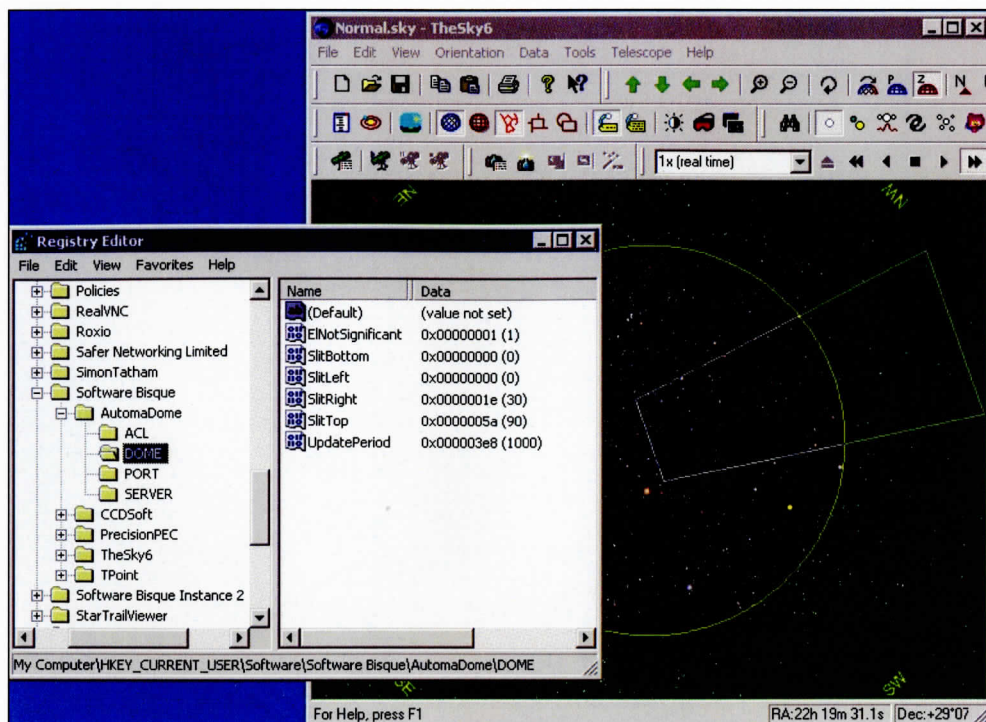 Normal.sky - TheSky6
File Edit View Orientation Data Tools Telescope Help
1x (real time)
NE
NW
Registry Editor
File Edit View Favorites Help
Policies
RealVNC
Roxio
Safer Networking Limited
SimonTatham
Software Bisque
AutomaDome
ACL
DOME
PORT
SERVER
CCDSoft
PrecisionPEC
TheSky6
TPoint
Software Bisque Instance 2
StarTrailViewer
Name Data
(Default) (value not set)
ElNotSignificant 0x00000001 (1)
SlitBottom 0x00000000 (0)
SlitLeft 0x00000000 (0)
SlitRight 0x0000001e (30)
SlitTop 0x0000005a (90)
UpdatePeriod 0x000003e8 (1000)
My Computer\HKEY_CURRENT_USER\Software\Software Bisque\AutomaDome\DOME
SE
SW
For Help, press F1
RA:22h 19m 31.1s Dec:+29°07